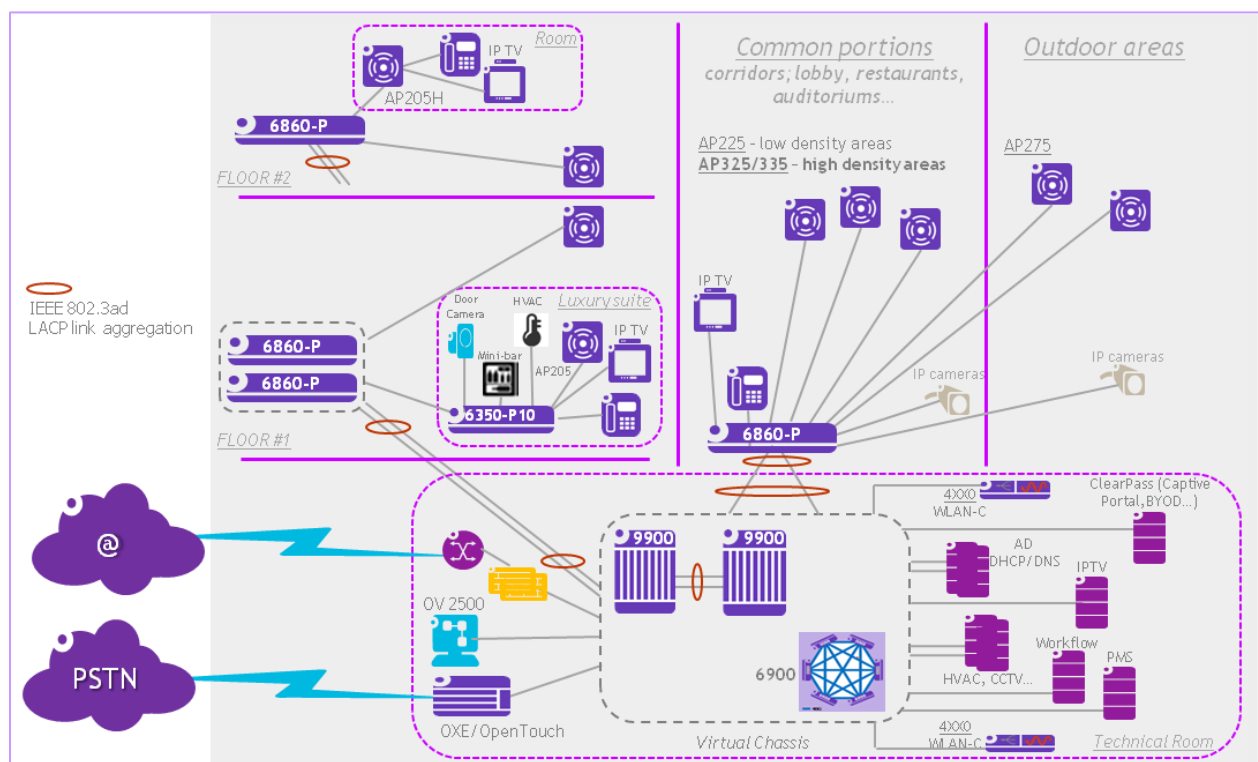 Room
IP TV
AP205H
6860-P
FLOOR #2
Common portions
corridors; lobby, restaurants,
auditoriums...
AP225 - low density areas
AP325/335 - high density areas
Outdoor areas
AP275
IEEE 802.3ad
LACP link aggregation
6860-P
6860-P
Door
Camera
HVAC
Luxury suite
IP TV
Mini-bar
AP205
6350-P10
FLOOR #1
IP TV
6860-P
IP cameras
IP cameras
@
PSTN
OV 2500
OXE/OpenTouch
9900
9900
6900
Virtual Chassis
4XX0
WLAN-C
ClearPass (Captive
Portal,BYOD...)
AD
DHCP/DNS
IPTV
HVAC, CCTV...
Workflow
PMS
4XX0
WLAN-C
Technical Room